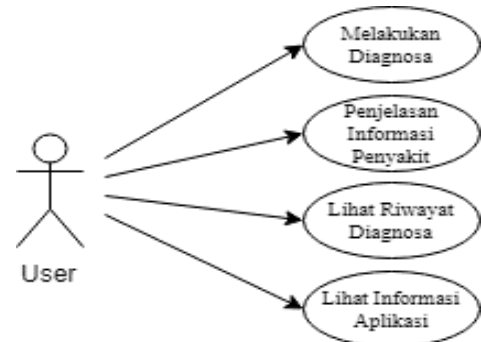 Melakukan
Diagnosa
Penjelasan
Informasi
Penyakit
Lihat Riwayat
Diagnosa
User
Lihat Informasi
Aplikasi